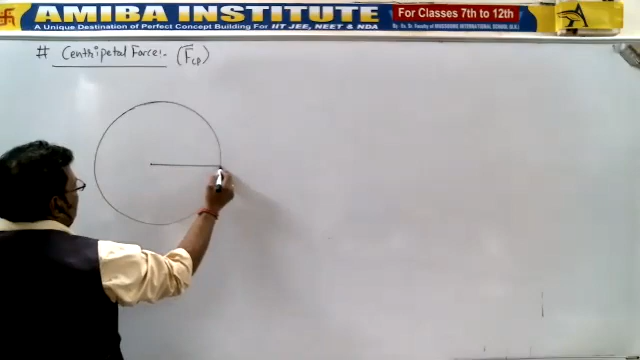 AMIBA INSTITUTE
A Unique Destination of Perfect Concept Building For IIT JEE, NEET & NDA
For Classes 7th to 12th
# Centripetal Force:- (F̅cp)